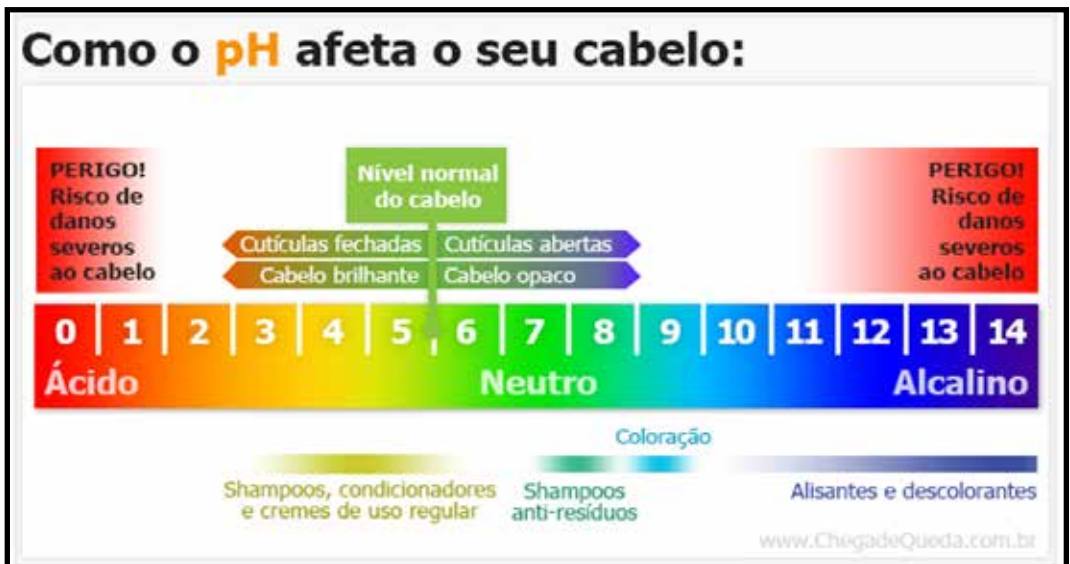 Como o pH afeta o seu cabelo:
PERIGO!
Risco de
danos
severos
ao cabelo
Nível normal
do cabelo
Cutículas fechadas
Cutículas abertas
Cabelo brilhante
Cabelo opaco
PERIGO!
Risco de
danos
severos
ao cabelo
0 1 2 3 4 5 6 7 8 9 10 11 12 13 14
Ácido Neutro Alcalino
Coloração
Shampoos, condicionadores
e cremes de uso regular
Shampoos
anti-resíduos
Alisantes e descolorantes
www.ChegadeQueda.com.br